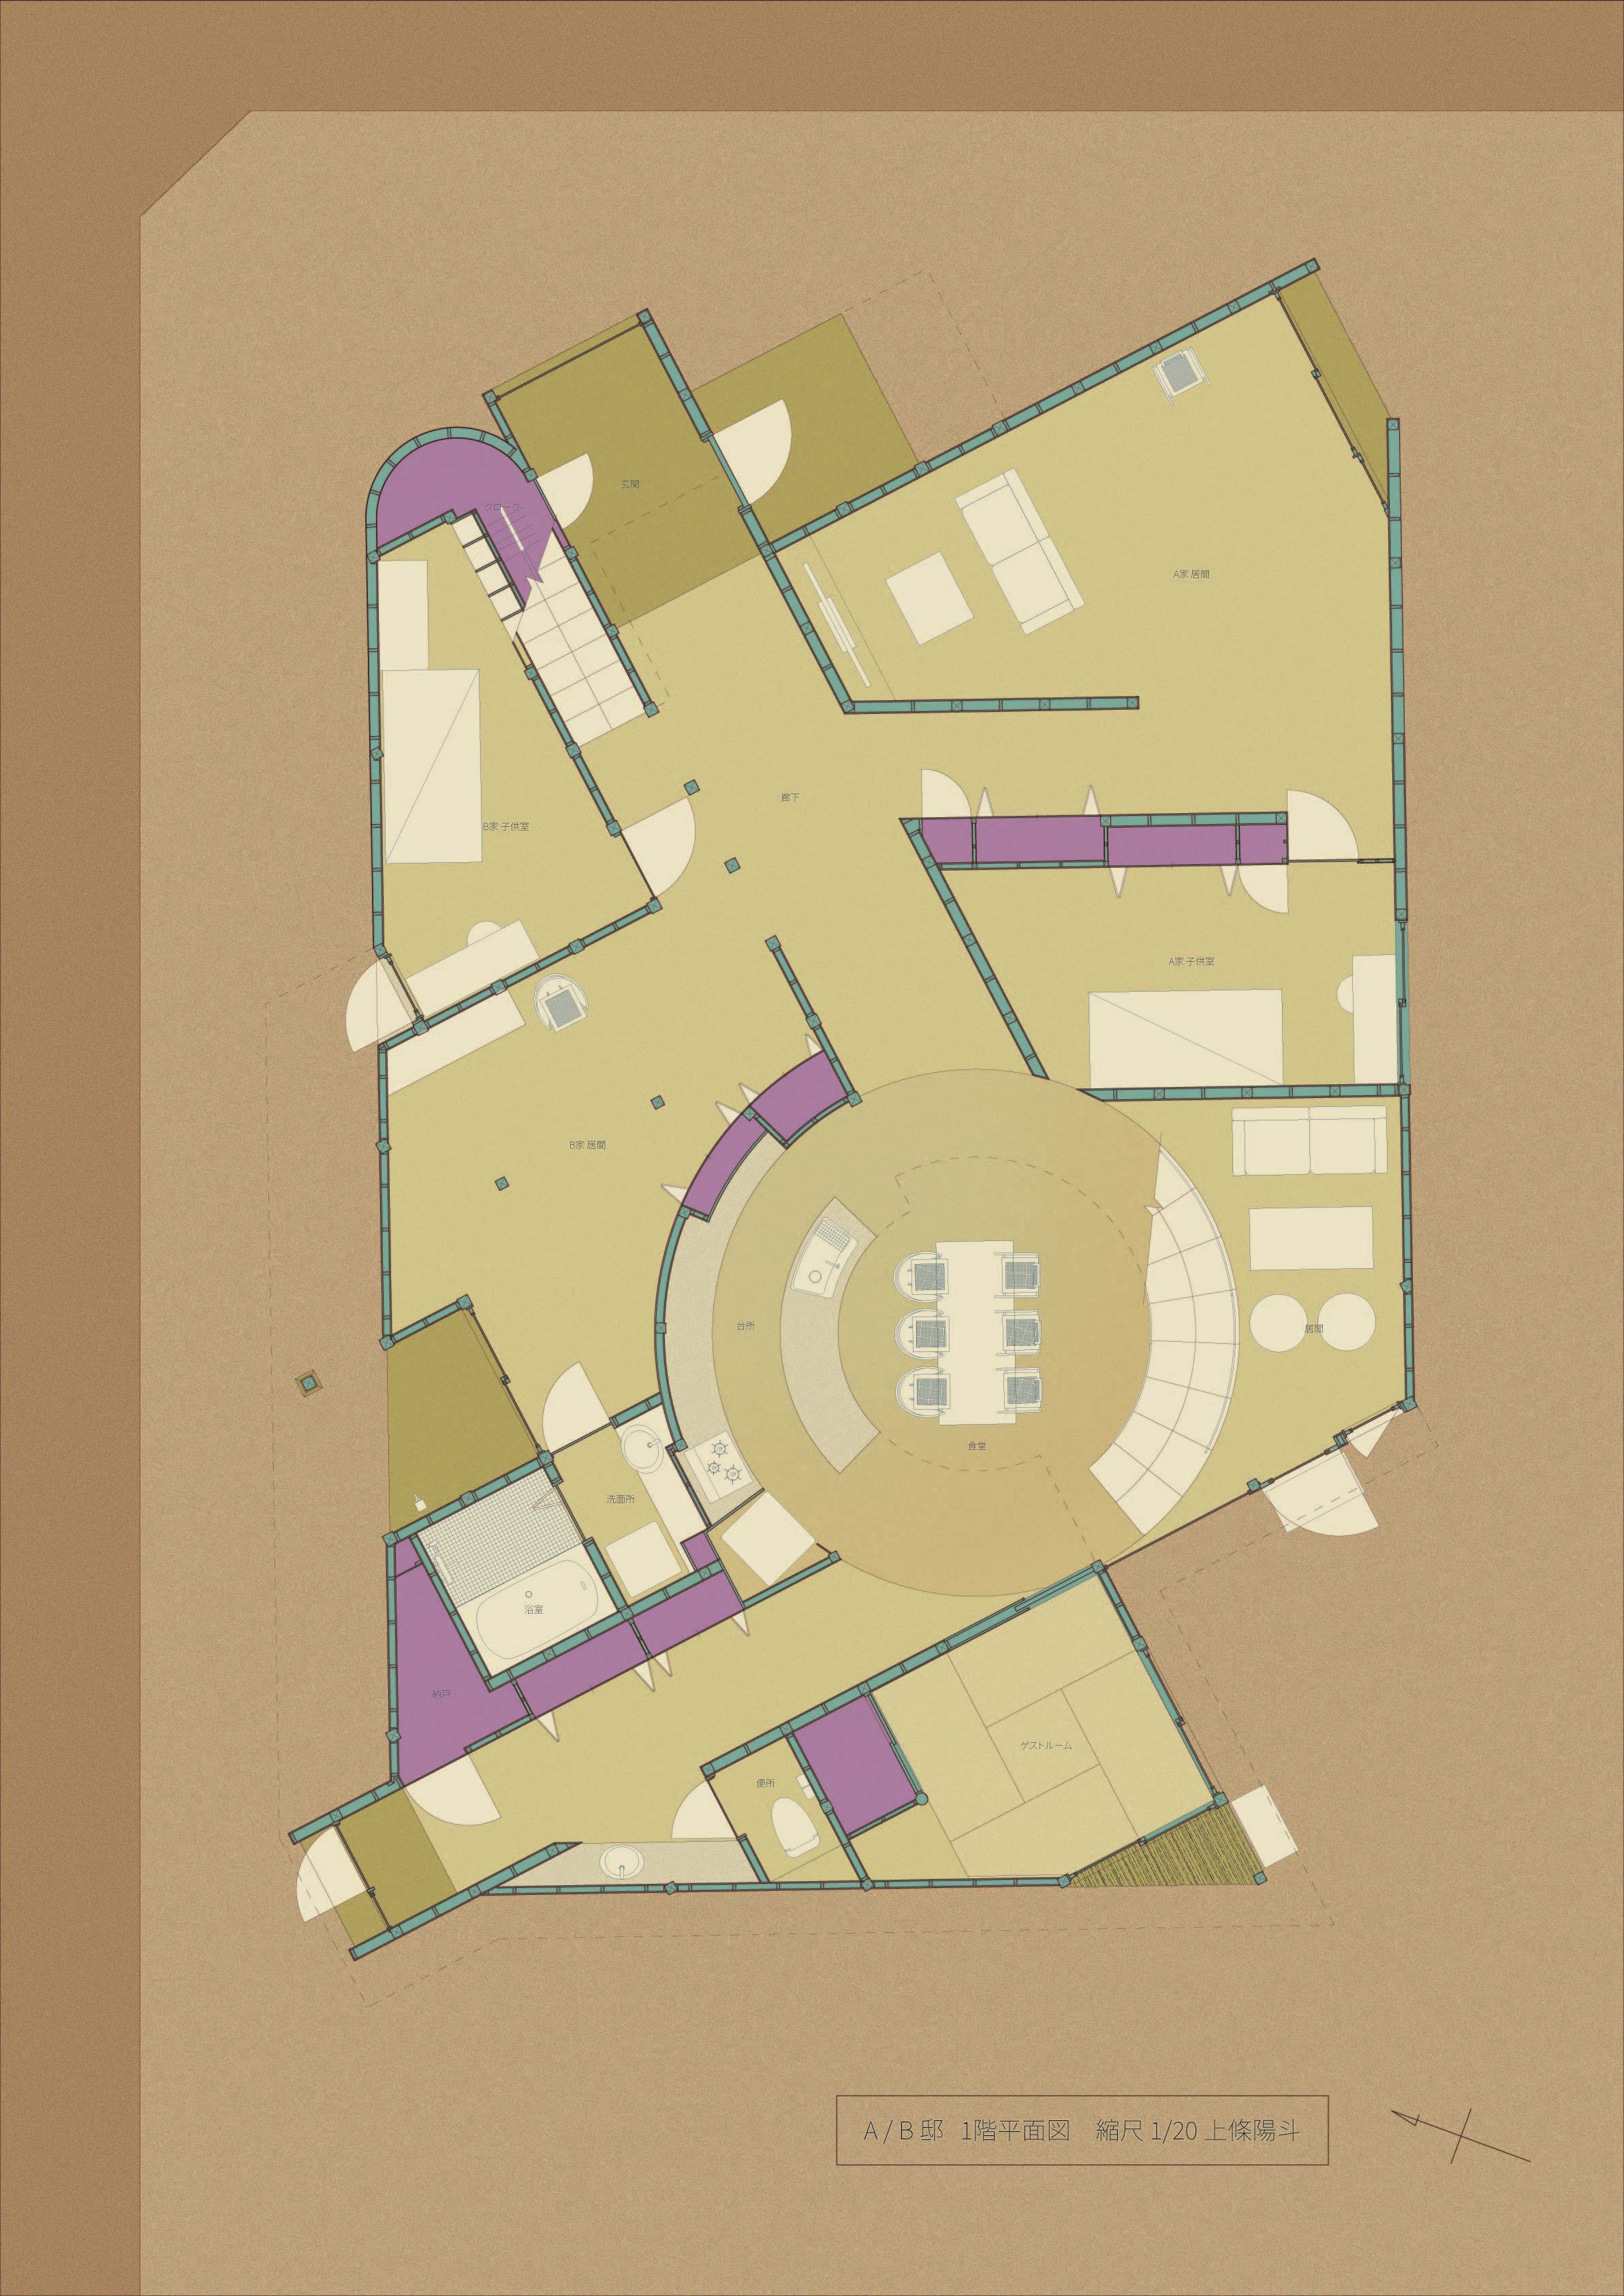 玄関
クローク
A家 居間
廊下
B家 子供室
A家 子供室
B家 居間
台所
居間
食堂
洗面所
浴室
納戸
ゲストルーム
便所
A / B 邸 1階平面図 縮尺 1/20 上條陽斗